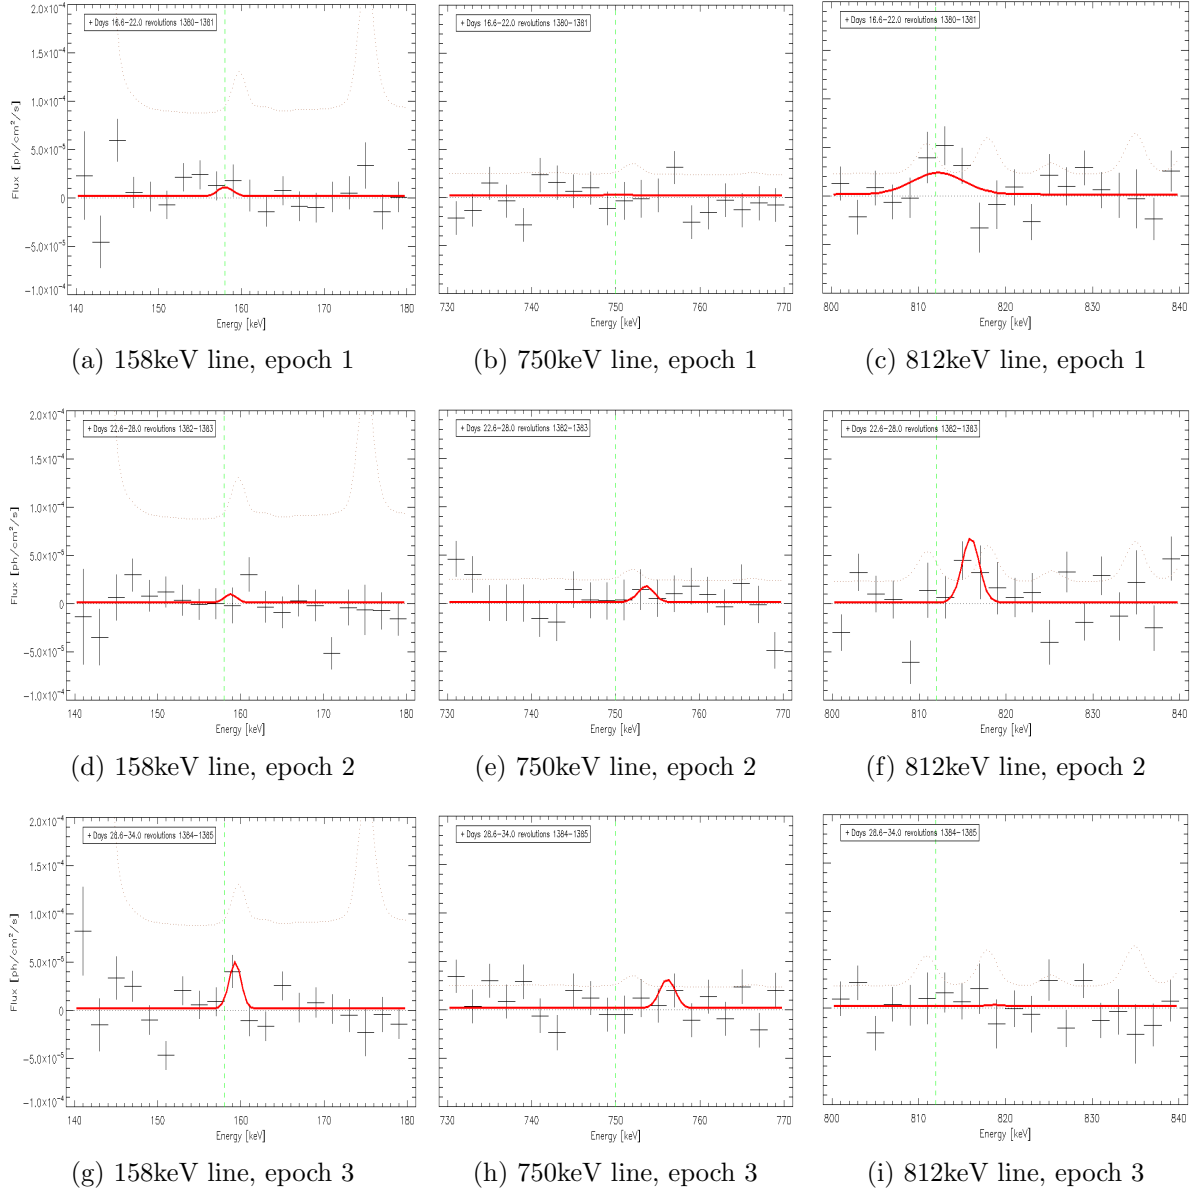 + Days 16.6-22.0 revolutions 1380-1381
2.0×10⁻⁴
1.5×10⁻⁴
1.0×10⁻⁴
5.0×10⁻⁵
0
-5.0×10⁻⁵
-1.0×10⁻⁴
Flux [ph/cm²/s]
140 150 160 170 180
Energy [keV]
(a) 158keV line, epoch 1
+ Days 16.6-22.0 revolutions 1380-1381
730 740 750 760 770
Energy [keV]
(b) 750keV line, epoch 1
+ Days 16.6-22.0 revolutions 1380-1381
800 810 820 830 840
Energy [keV]
(c) 812keV line, epoch 1
+ Days 22.6-28.0 revolutions 1382-1383
2.0×10⁻⁴
1.5×10⁻⁴
1.0×10⁻⁴
5.0×10⁻⁵
0
-5.0×10⁻⁵
-1.0×10⁻⁴
Flux [ph/cm²/s]
140 150 160 170 180
Energy [keV]
(d) 158keV line, epoch 2
+ Days 22.6-28.0 revolutions 1382-1383
730 740 750 760 770
Energy [keV]
(e) 750keV line, epoch 2
+ Days 22.6-28.0 revolutions 1382-1383
800 810 820 830 840
Energy [keV]
(f) 812keV line, epoch 2
+ Days 28.6-34.0 revolutions 1384-1385
2.0×10⁻⁴
1.5×10⁻⁴
1.0×10⁻⁴
5.0×10⁻⁵
0
-5.0×10⁻⁵
-1.0×10⁻⁴
Flux [ph/cm²/s]
140 150 160 170 180
Energy [keV]
(g) 158keV line, epoch 3
+ Days 28.6-34.0 revolutions 1384-1385
730 740 750 760 770
Energy [keV]
(h) 750keV line, epoch 3
+ Days 28.6-34.0 revolutions 1384-1385
800 810 820 830 840
Energy [keV]
(i) 812keV line, epoch 3